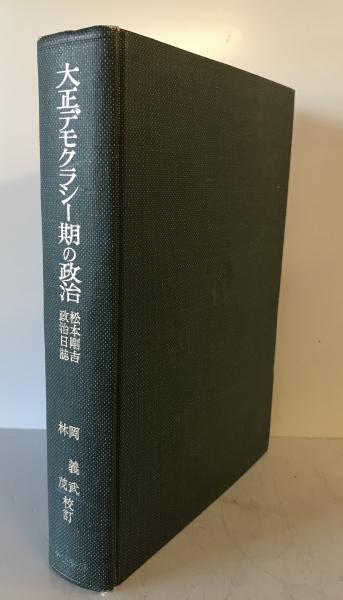 大正デモクラシー期の政治
松本剛吉
政治日誌
岡義武
林茂
校訂